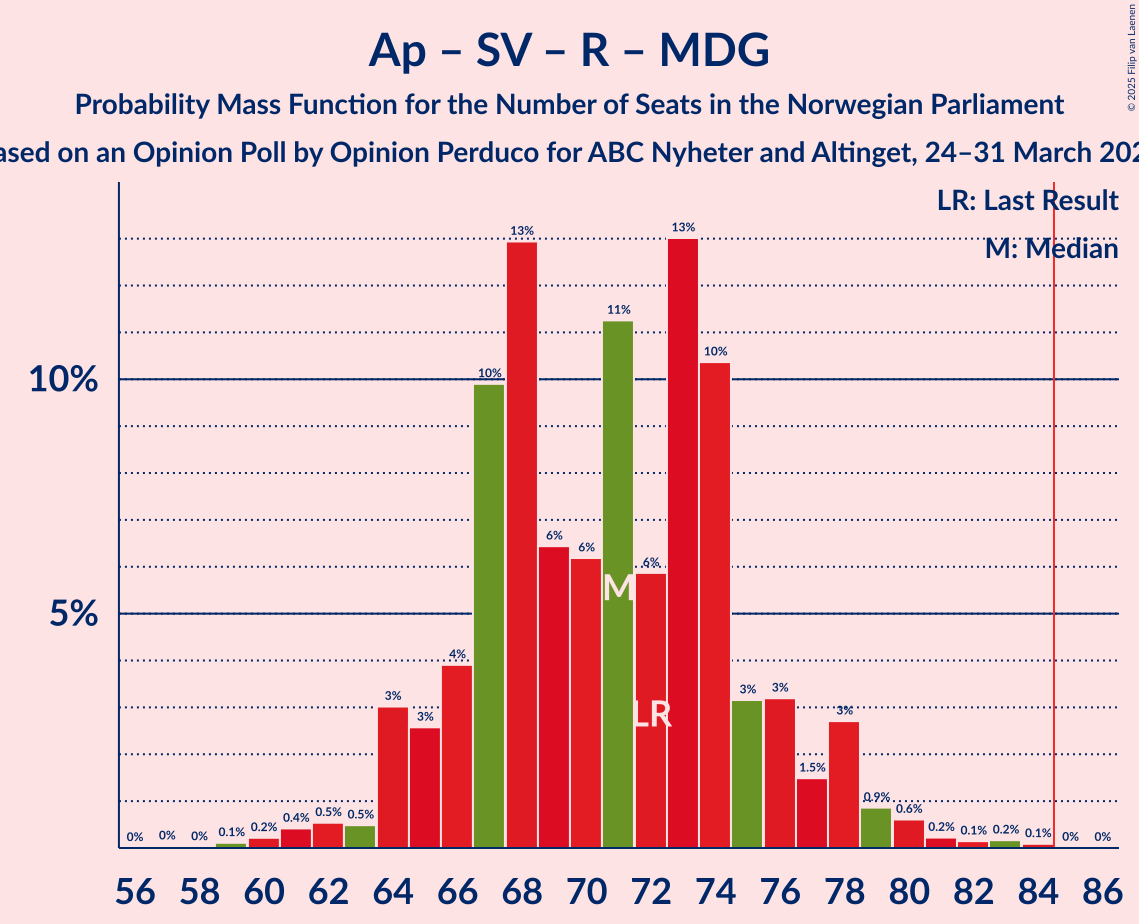 Ap – SV – R – MDG
Probability Mass Function for the Number of Seats in the Norwegian Parliament
on an Opinion Poll by Opinion Perduco for ABC Nyheter and Altinget, 24–31 March
© 2025 Filip van Laenen
LR: Last Result
M: Median
10%
5%
0% 0% 0% 0.1% 0.2% 0.4% 0.5% 0.5% 3% 3% 4% 10% 13% 6% 6% 11% 6% 13% 10% 3% 3% 1.5% 3% 0.9% 0.6% 0.2% 0.1% 0.2% 0.1% 0% 0%
M
LR
56 58 60 62 64 66 68 70 72 74 76 78 80 82 84 86